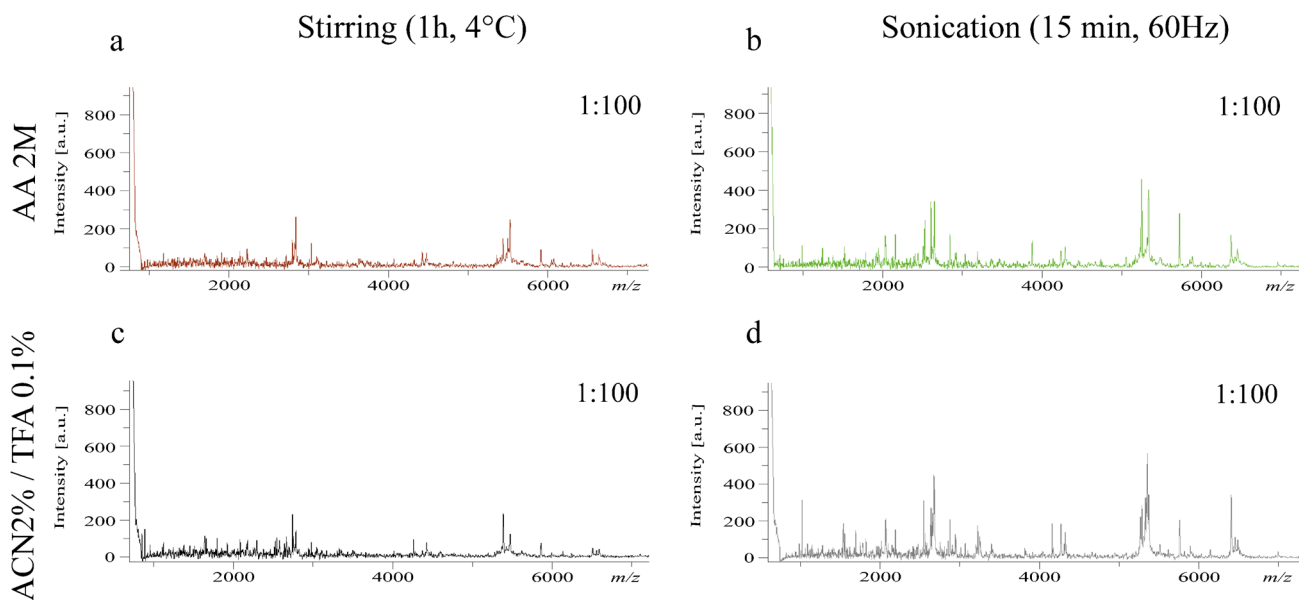 Stirring (1h, 4°C)
Sonication (15 min, 60Hz)
AA 2M
ACN2% / TFA 0.1%
a
1:100
Intensity [a.u.]
800
600
400
200
0
2000
4000
6000
m/z
b
1:100
Intensity [a.u.]
800
600
400
200
0
2000
4000
6000
m/z
c
1:100
Intensity [a.u.]
800
600
400
200
0
2000
4000
6000
m/z
d
1:100
Intensity [a.u.]
800
600
400
200
0
2000
4000
6000
m/z